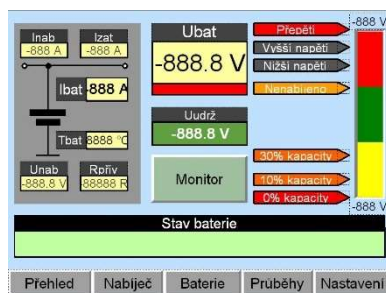 Inab
Izat
-888 A
-888 A
Ibat
-888 A
Tbat
8888 °C
Unab
Rpřiv
-888.8 V
88888 R
Ubat
-888.8 V
Uudrž
-888.8 V
Monitor
Přepětí
Vyšší napětí
Nižší napětí
Nenabíjeno
30% kapacity
10% kapacity
0% kapacity
-888 V
-888 V
Stav baterie
Přehled
Nabíječ
Baterie
Průběhy
Nastavení